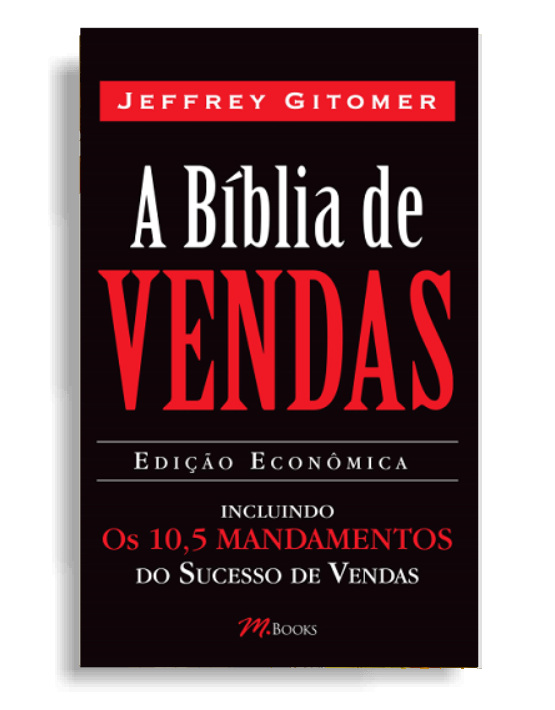 JEFFREY GITOMER
A Bíblia de
VENDAS
EDIÇÃO ECONÔMICA
INCLUINDO
Os 10,5 MANDAMENTOS
DO SUCESSO DE VENDAS
M.BOOKS